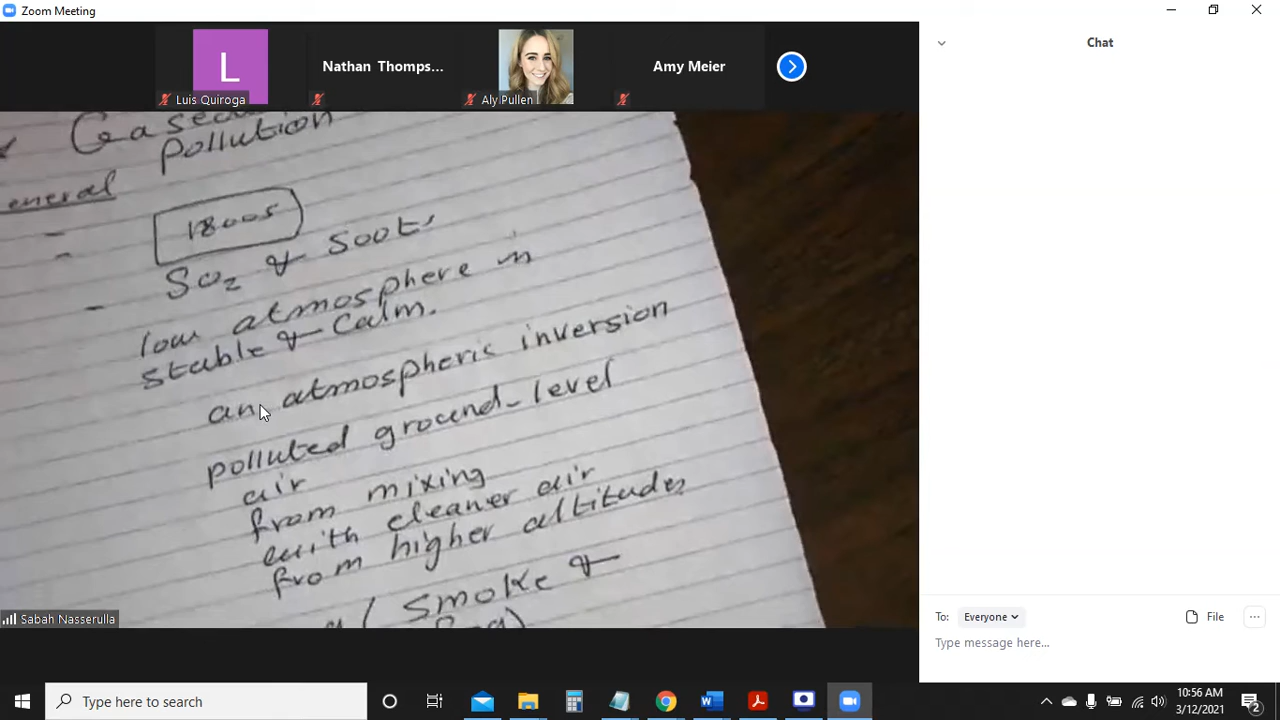 Zoom Meeting
L
Luis Quiroga
Nathan Thomps...
Aly Pullen
Amy Meier
Chat
Pollution
1800s
SO2 & Soot
low atmosphere is
stable & Calm.
an atmospheric inversion
polluted ground-level
air
from mixing
with cleaner air
from higher altitudes
(smoke &
Sabah Nasserulla
To: Everyone
File
...
Type message here...
Type here to search
10:56 AM
3/12/2021
2